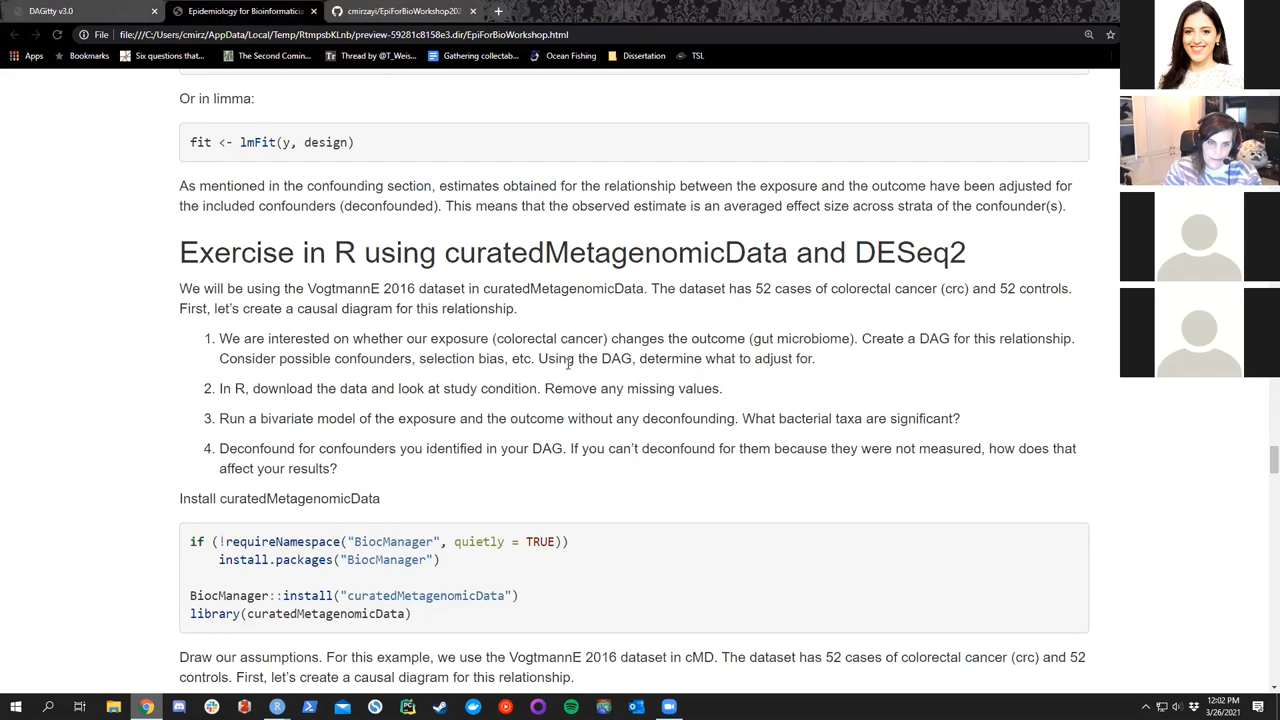 DAGitty v3.0
Epidemiology for Bioinformatici
cmirzayi/EpiForBioWorkshop202
File
file:///C:/Users/cmirz/AppData/Local/Temp/RtmpsbKLnb/preview-59281c8158e3.dir/EpiForBioWorkshop.html
Apps
Bookmarks
Six questions that...
The Second Comin...
Thread by @T_Weis...
Gathering collectab...
Ocean Fishing
Dissertation
TSL
Or in limma:
fit <- lmFit(y, design)
As mentioned in the confounding section, estimates obtained for the relationship between the exposure and the outcome have been adjusted for
the included confounders (deconfounded). This means that the observed estimate is an averaged effect size across strata of the confounder(s).
Exercise in R using curatedMetagenomicData and DESeq2
We will be using the VogtmannE 2016 dataset in curatedMetagenomicData. The dataset has 52 cases of colorectal cancer (crc) and 52 controls.
First, let's create a causal diagram for this relationship.
1. We are interested on whether our exposure (colorectal cancer) changes the outcome (gut microbiome). Create a DAG for this relationship.
Consider possible confounders, selection bias, etc. Using the DAG, determine what to adjust for.
2. In R, download the data and look at study condition. Remove any missing values.
3. Run a bivariate model of the exposure and the outcome without any deconfounding. What bacterial taxa are significant?
4. Deconfound for confounders you identified in your DAG. If you can't deconfound for them because they were not measured, how does that
affect your results?
Install curatedMetagenomicData
if (!requireNamespace("BiocManager", quietly = TRUE))
install.packages("BiocManager")
BiocManager::install("curatedMetagenomicData")
library(curatedMetagenomicData)
Draw our assumptions. For this example, we use the VogtmannE 2016 dataset in cMD. The dataset has 52 cases of colorectal cancer (crc) and 52
controls. First, let's create a causal diagram for this relationship.
12:02 PM
3/26/2021